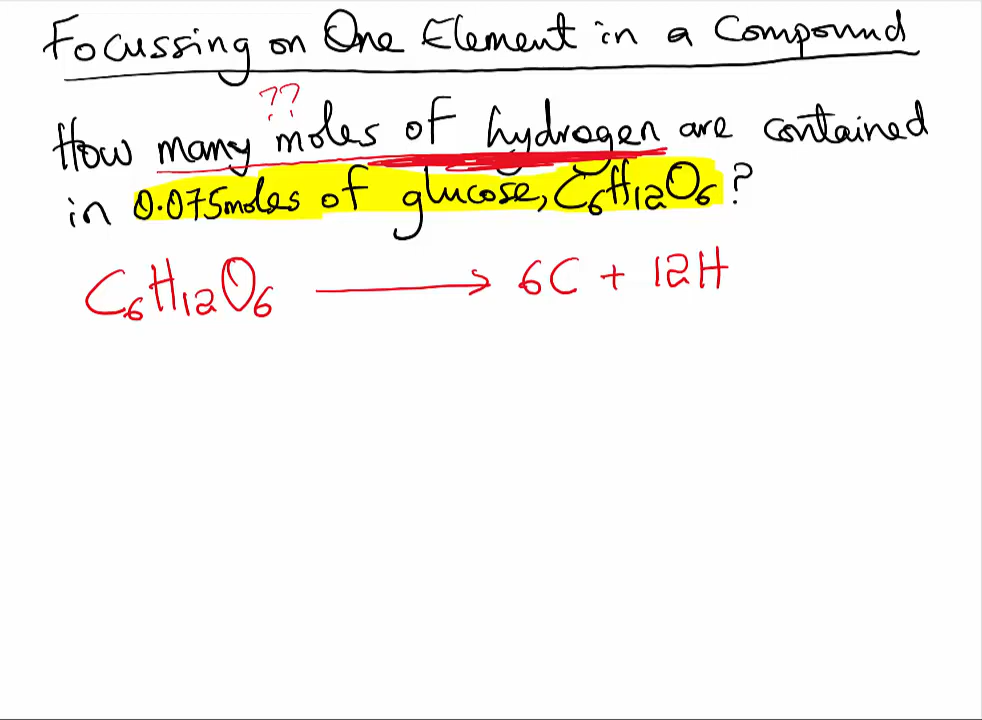 Focussing on One Element in a Compound
??
How many moles of hydrogen are contained
in 0.075moles of glucose, C₆H₁₂O₆?
C₆H₁₂O₆ ⟶ 6C + 12H